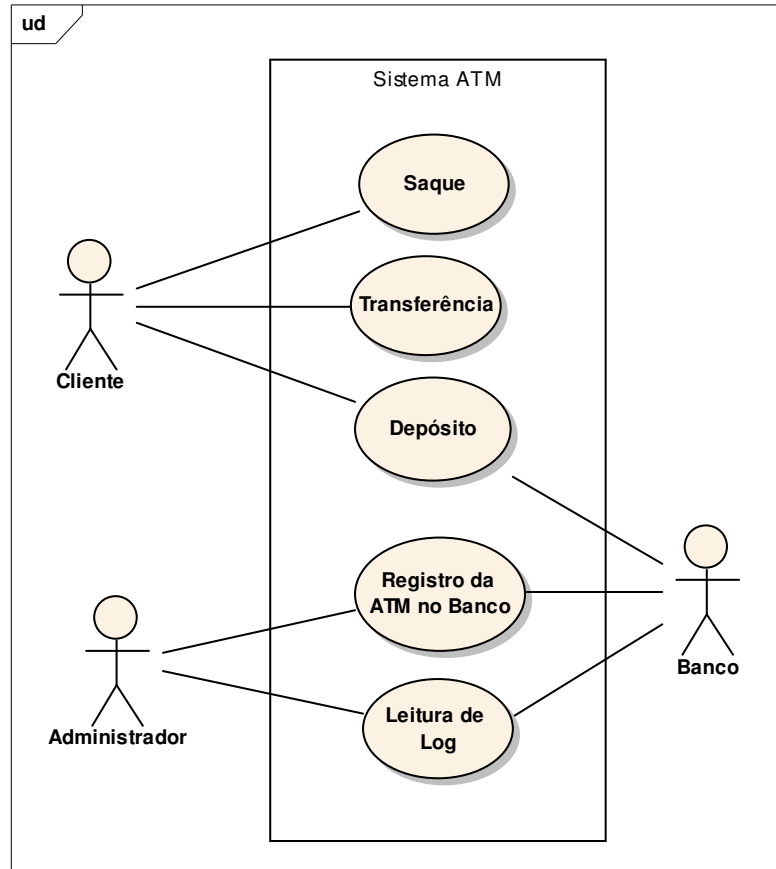 ud
Sistema ATM
Saque
Transferência
Cliente
Depósito
Registro da
ATM no Banco
Banco
Administrador
Leitura de
Log